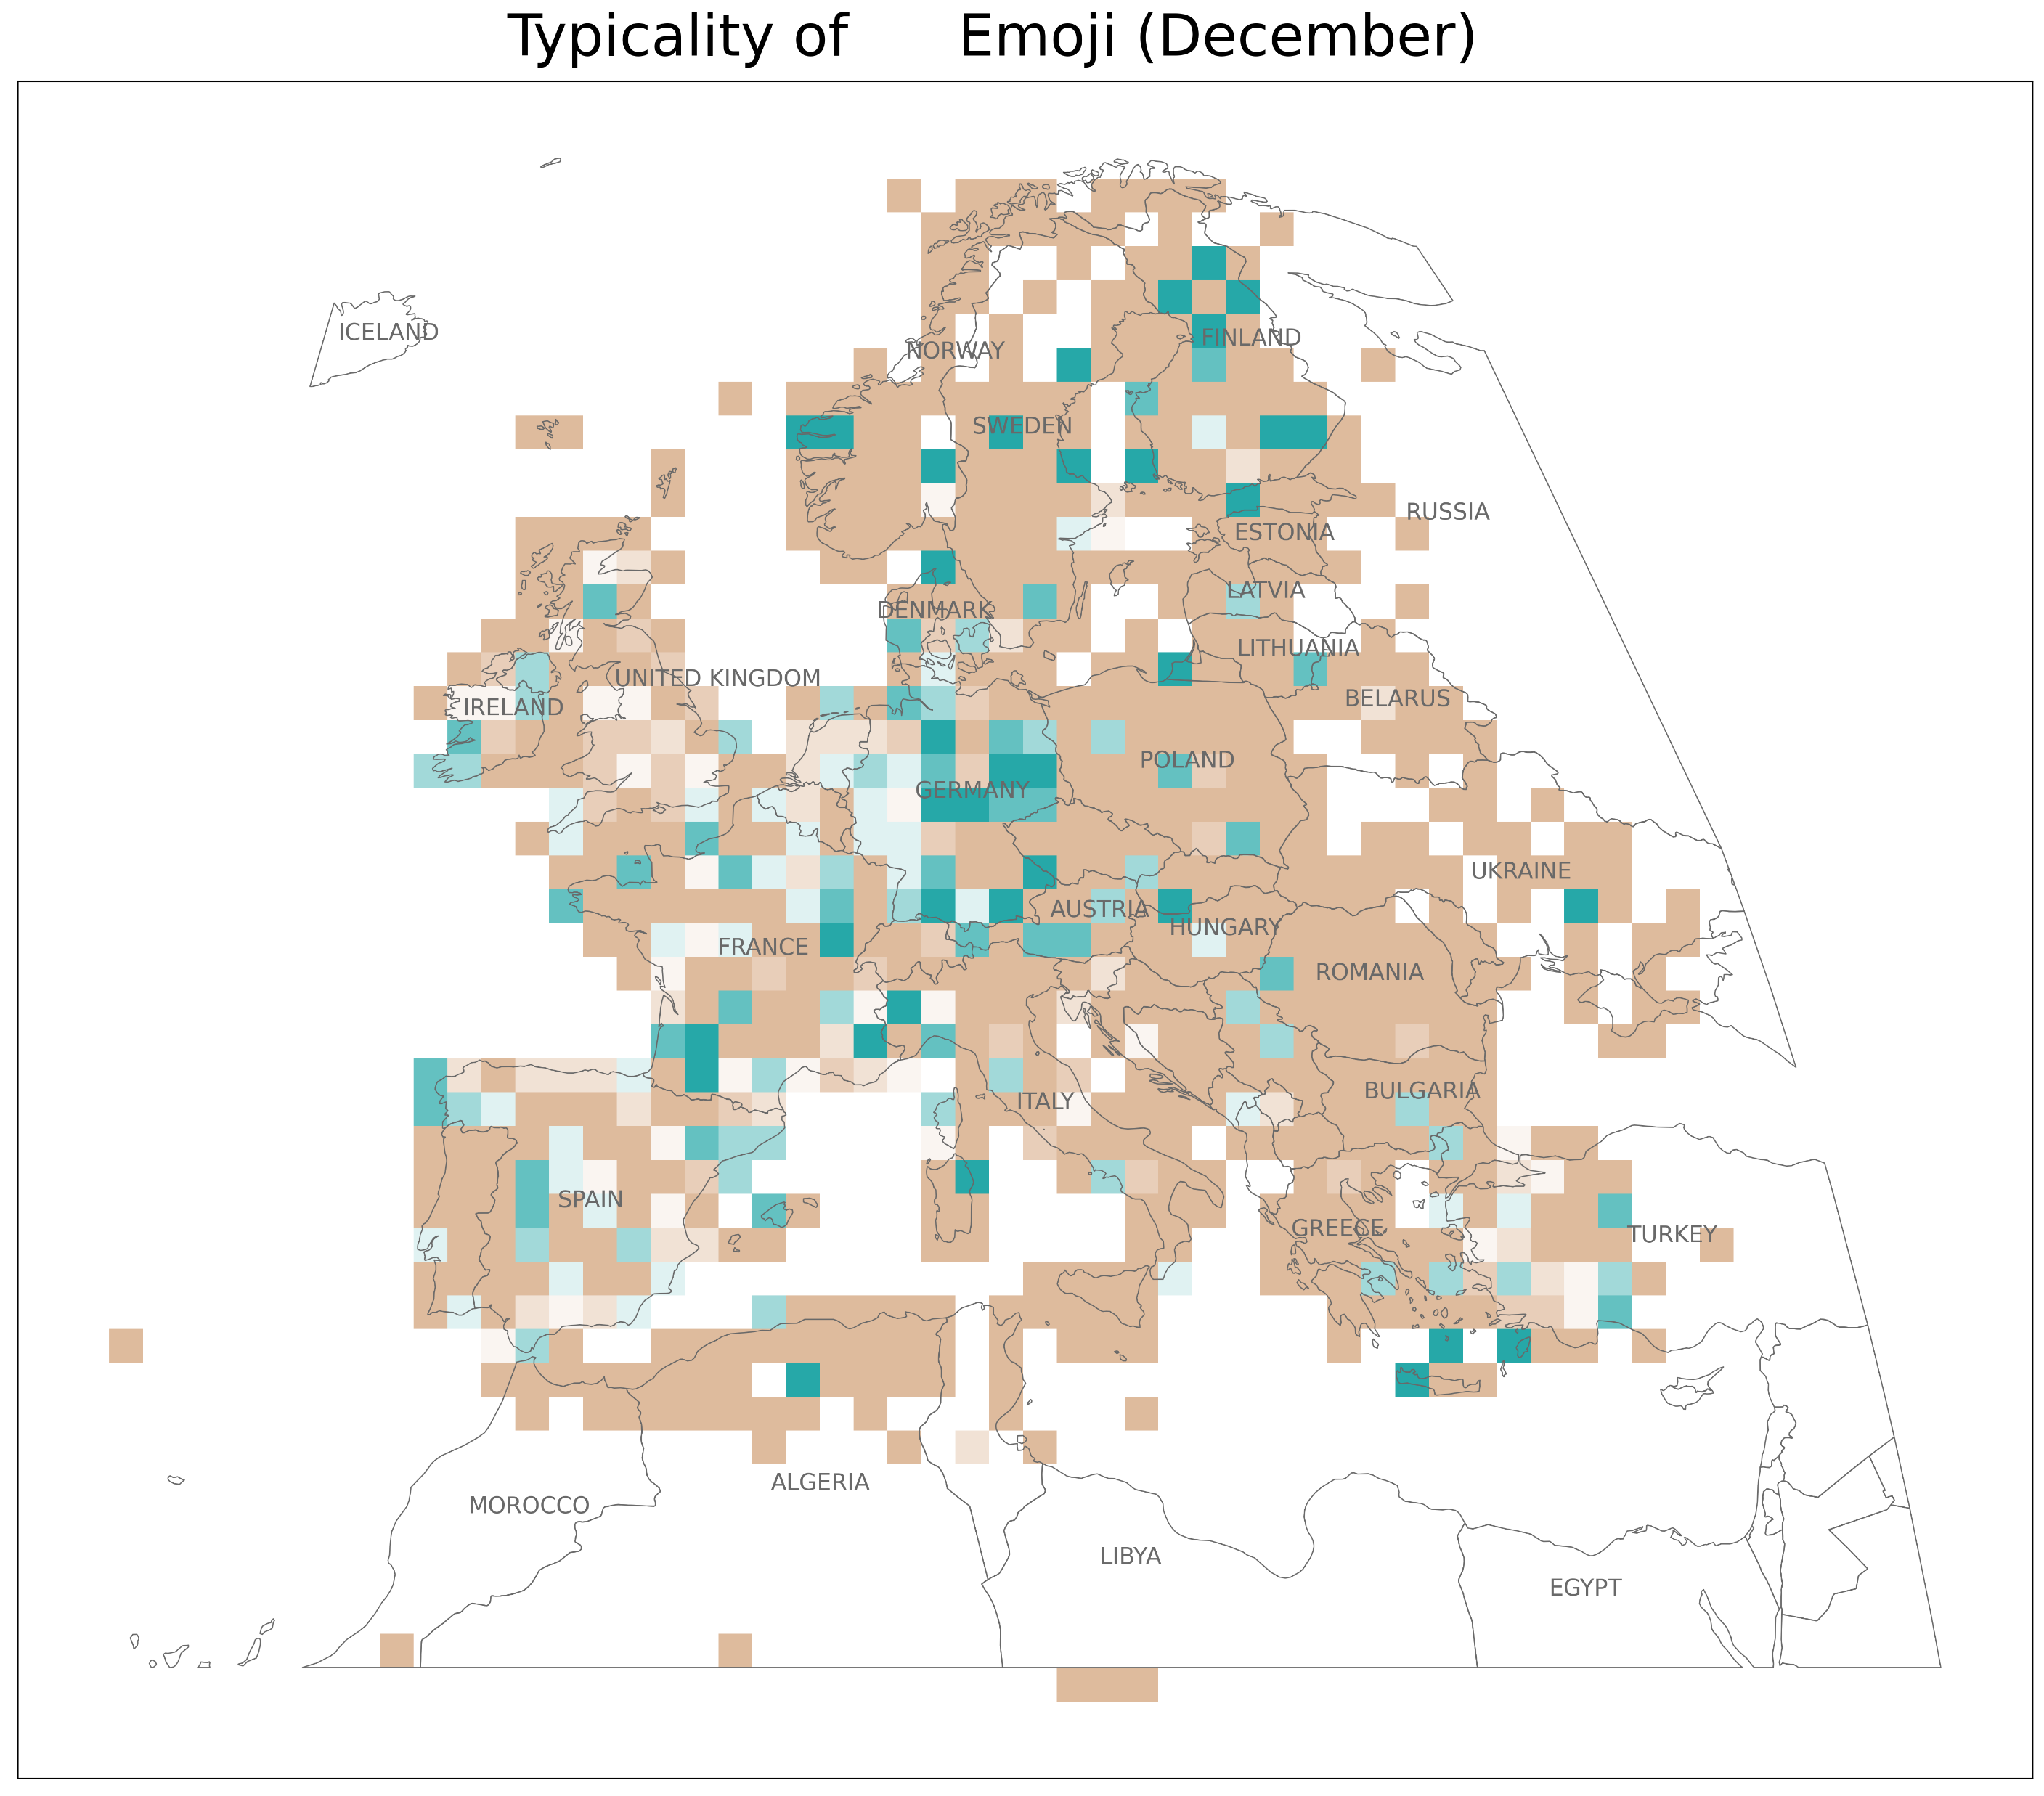 Typicality of Emoji (December)
ICELAND
FINLAND
NORWAY
SWEDEN
RUSSIA
ESTONIA
LATVIA
DENMARK
LITHUANIA
UNITED KINGDOM
BELARUS
IRELAND
POLAND
GERMANY
UKRAINE
AUSTRIA
HUNGARY
FRANCE
ROMANIA
BULGARIA
ITALY
SPAIN
GREECE
TURKEY
ALGERIA
MOROCCO
LIBYA
EGYPT